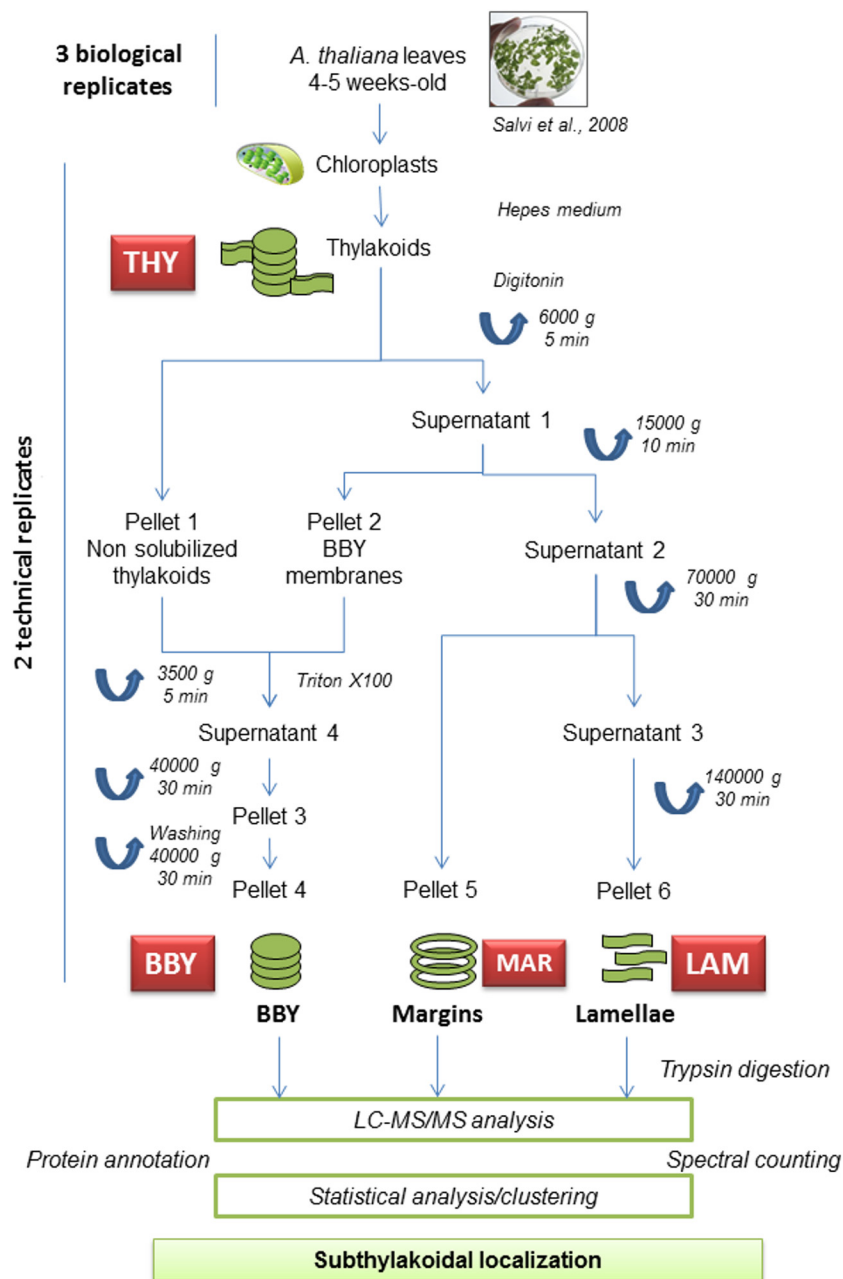 3 biological
replicates
A. thaliana leaves
4-5 weeks-old
Salvi et al., 2008
Chloroplasts
Hepes medium
THY
Thylakoids
Digitonin
6000 g
5 min
2 technical replicates
Supernatant 1
15000 g
10 min
Pellet 1
Non solubilized
thylakoids
Pellet 2
BBY
membranes
Supernatant 2
70000 g
30 min
3500 g
5 min
Triton X100
Supernatant 4
Supernatant 3
40000 g
30 min
140000 g
30 min
Pellet 3
Washing
40000 g
30 min
Pellet 4
Pellet 5
Pellet 6
BBY
MAR
LAM
BBY
Margins
Lamellae
Trypsin digestion
LC-MS/MS analysis
Protein annotation
Spectral counting
Statistical analysis/clustering
Subthylakoidal localization